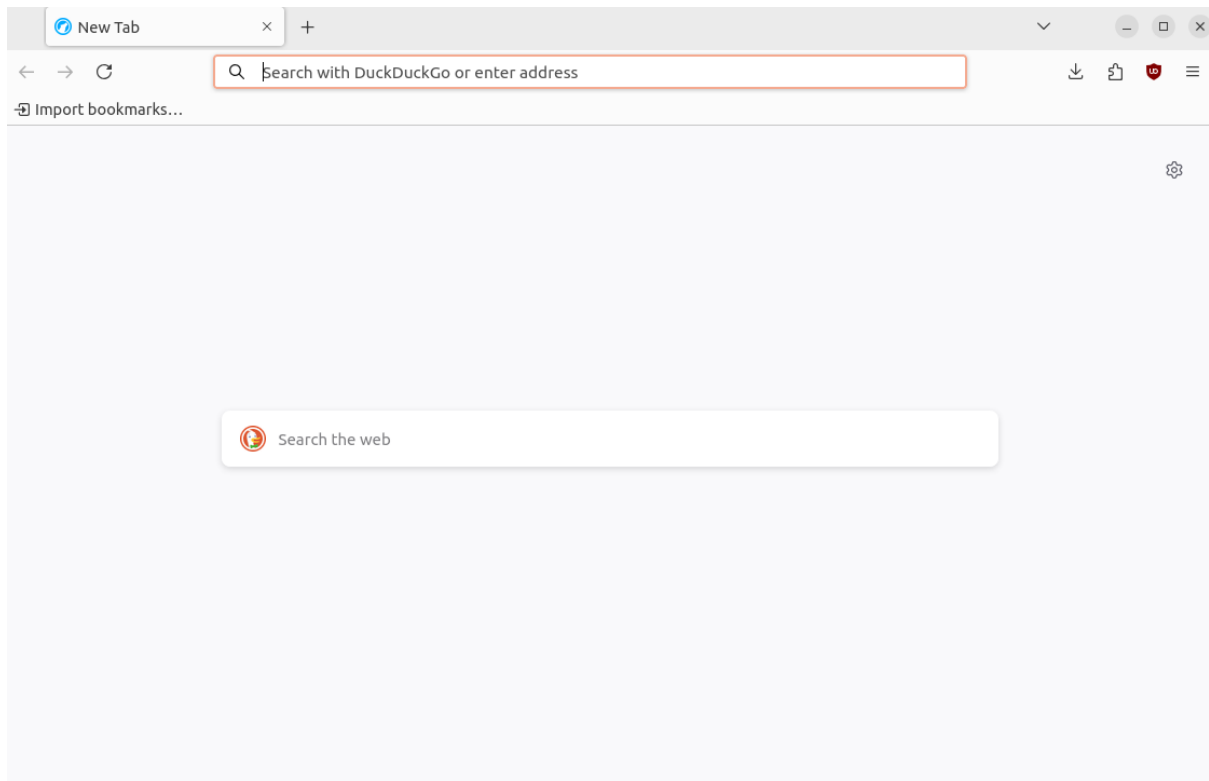 New Tab
Search with DuckDuckGo or enter address
Import bookmarks...
Search the web